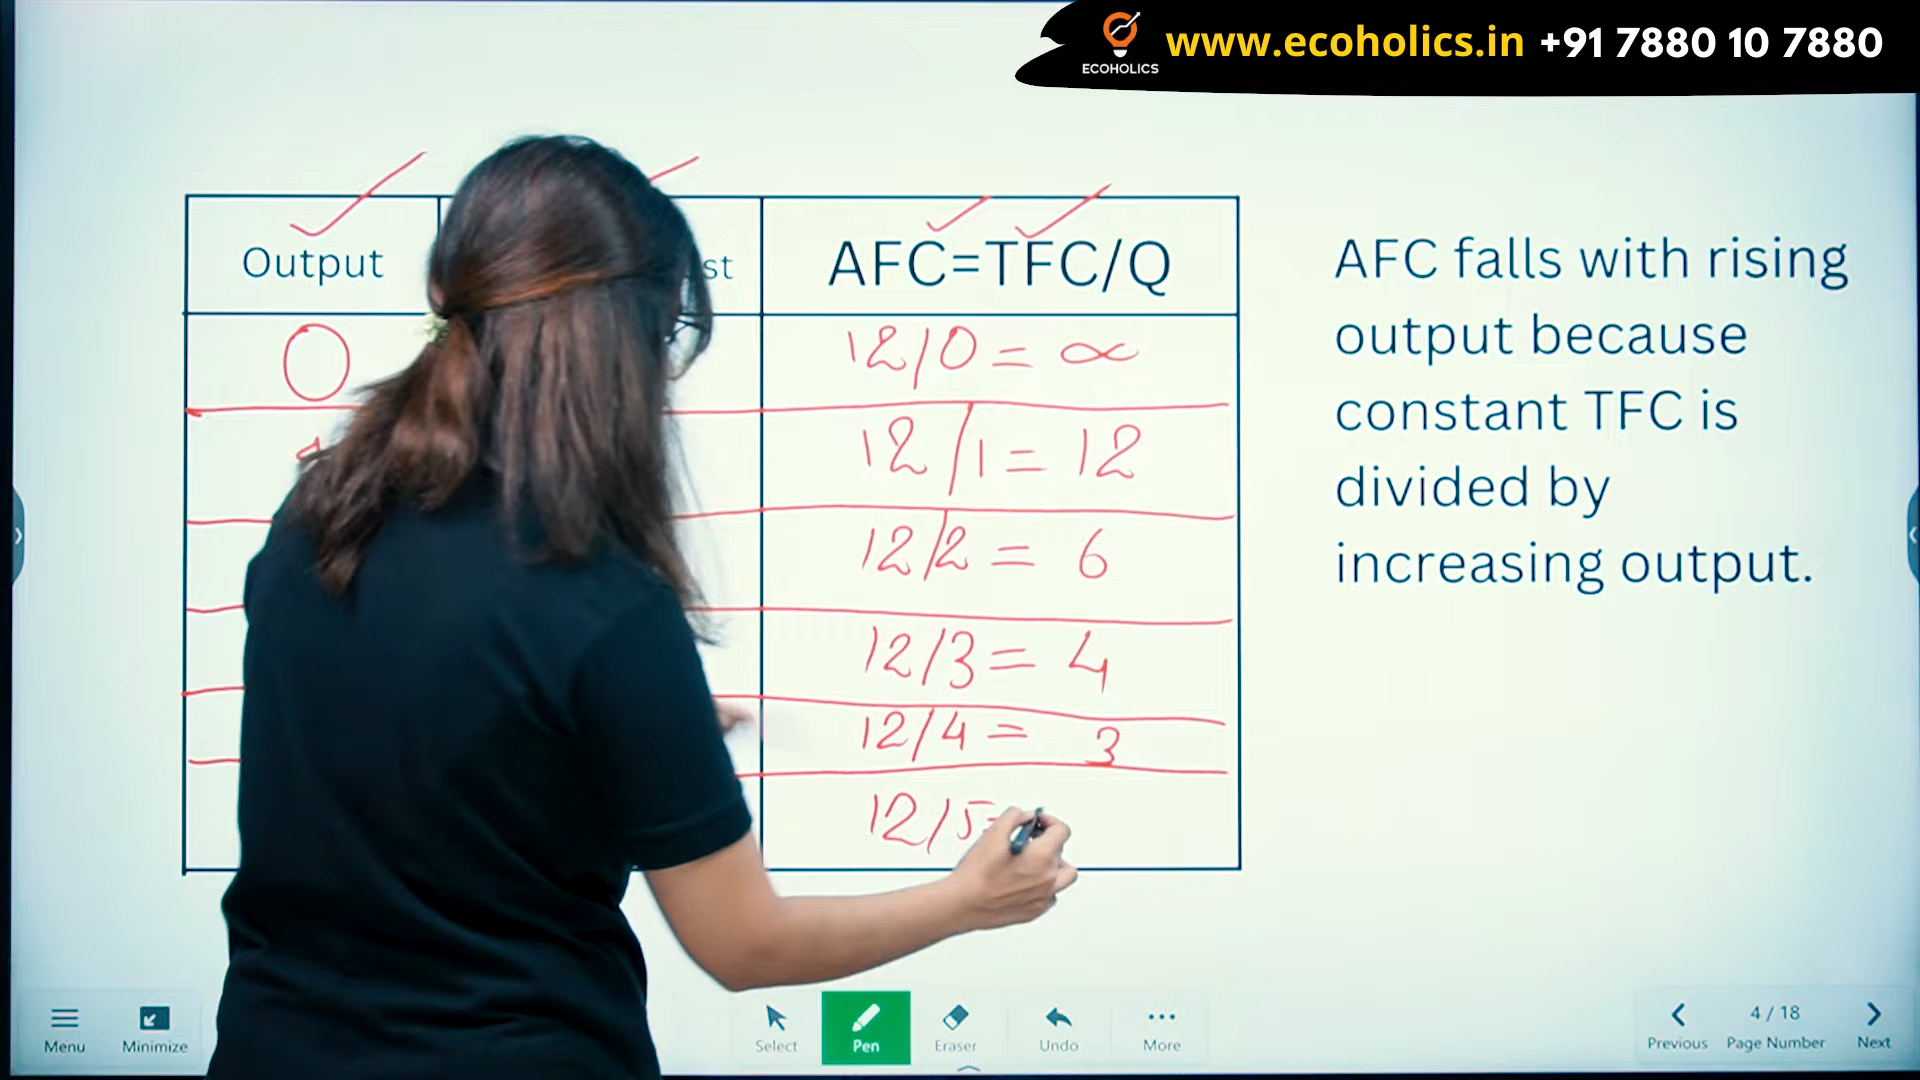 www.ecoholics.in +91 7880 10 7880
ECOHOLICS
Output
AFC=TFC/Q
0
12/0 = ∞
12/1 = 12
12/2 = 6
12/3 = 4
12/4 = 3
12/5=
AFC falls with rising
output because
constant TFC is
divided by
increasing output.
Menu
Minimize
Select
Pen
Eraser
Undo
More
Previous
4 / 18
Page Number
Next